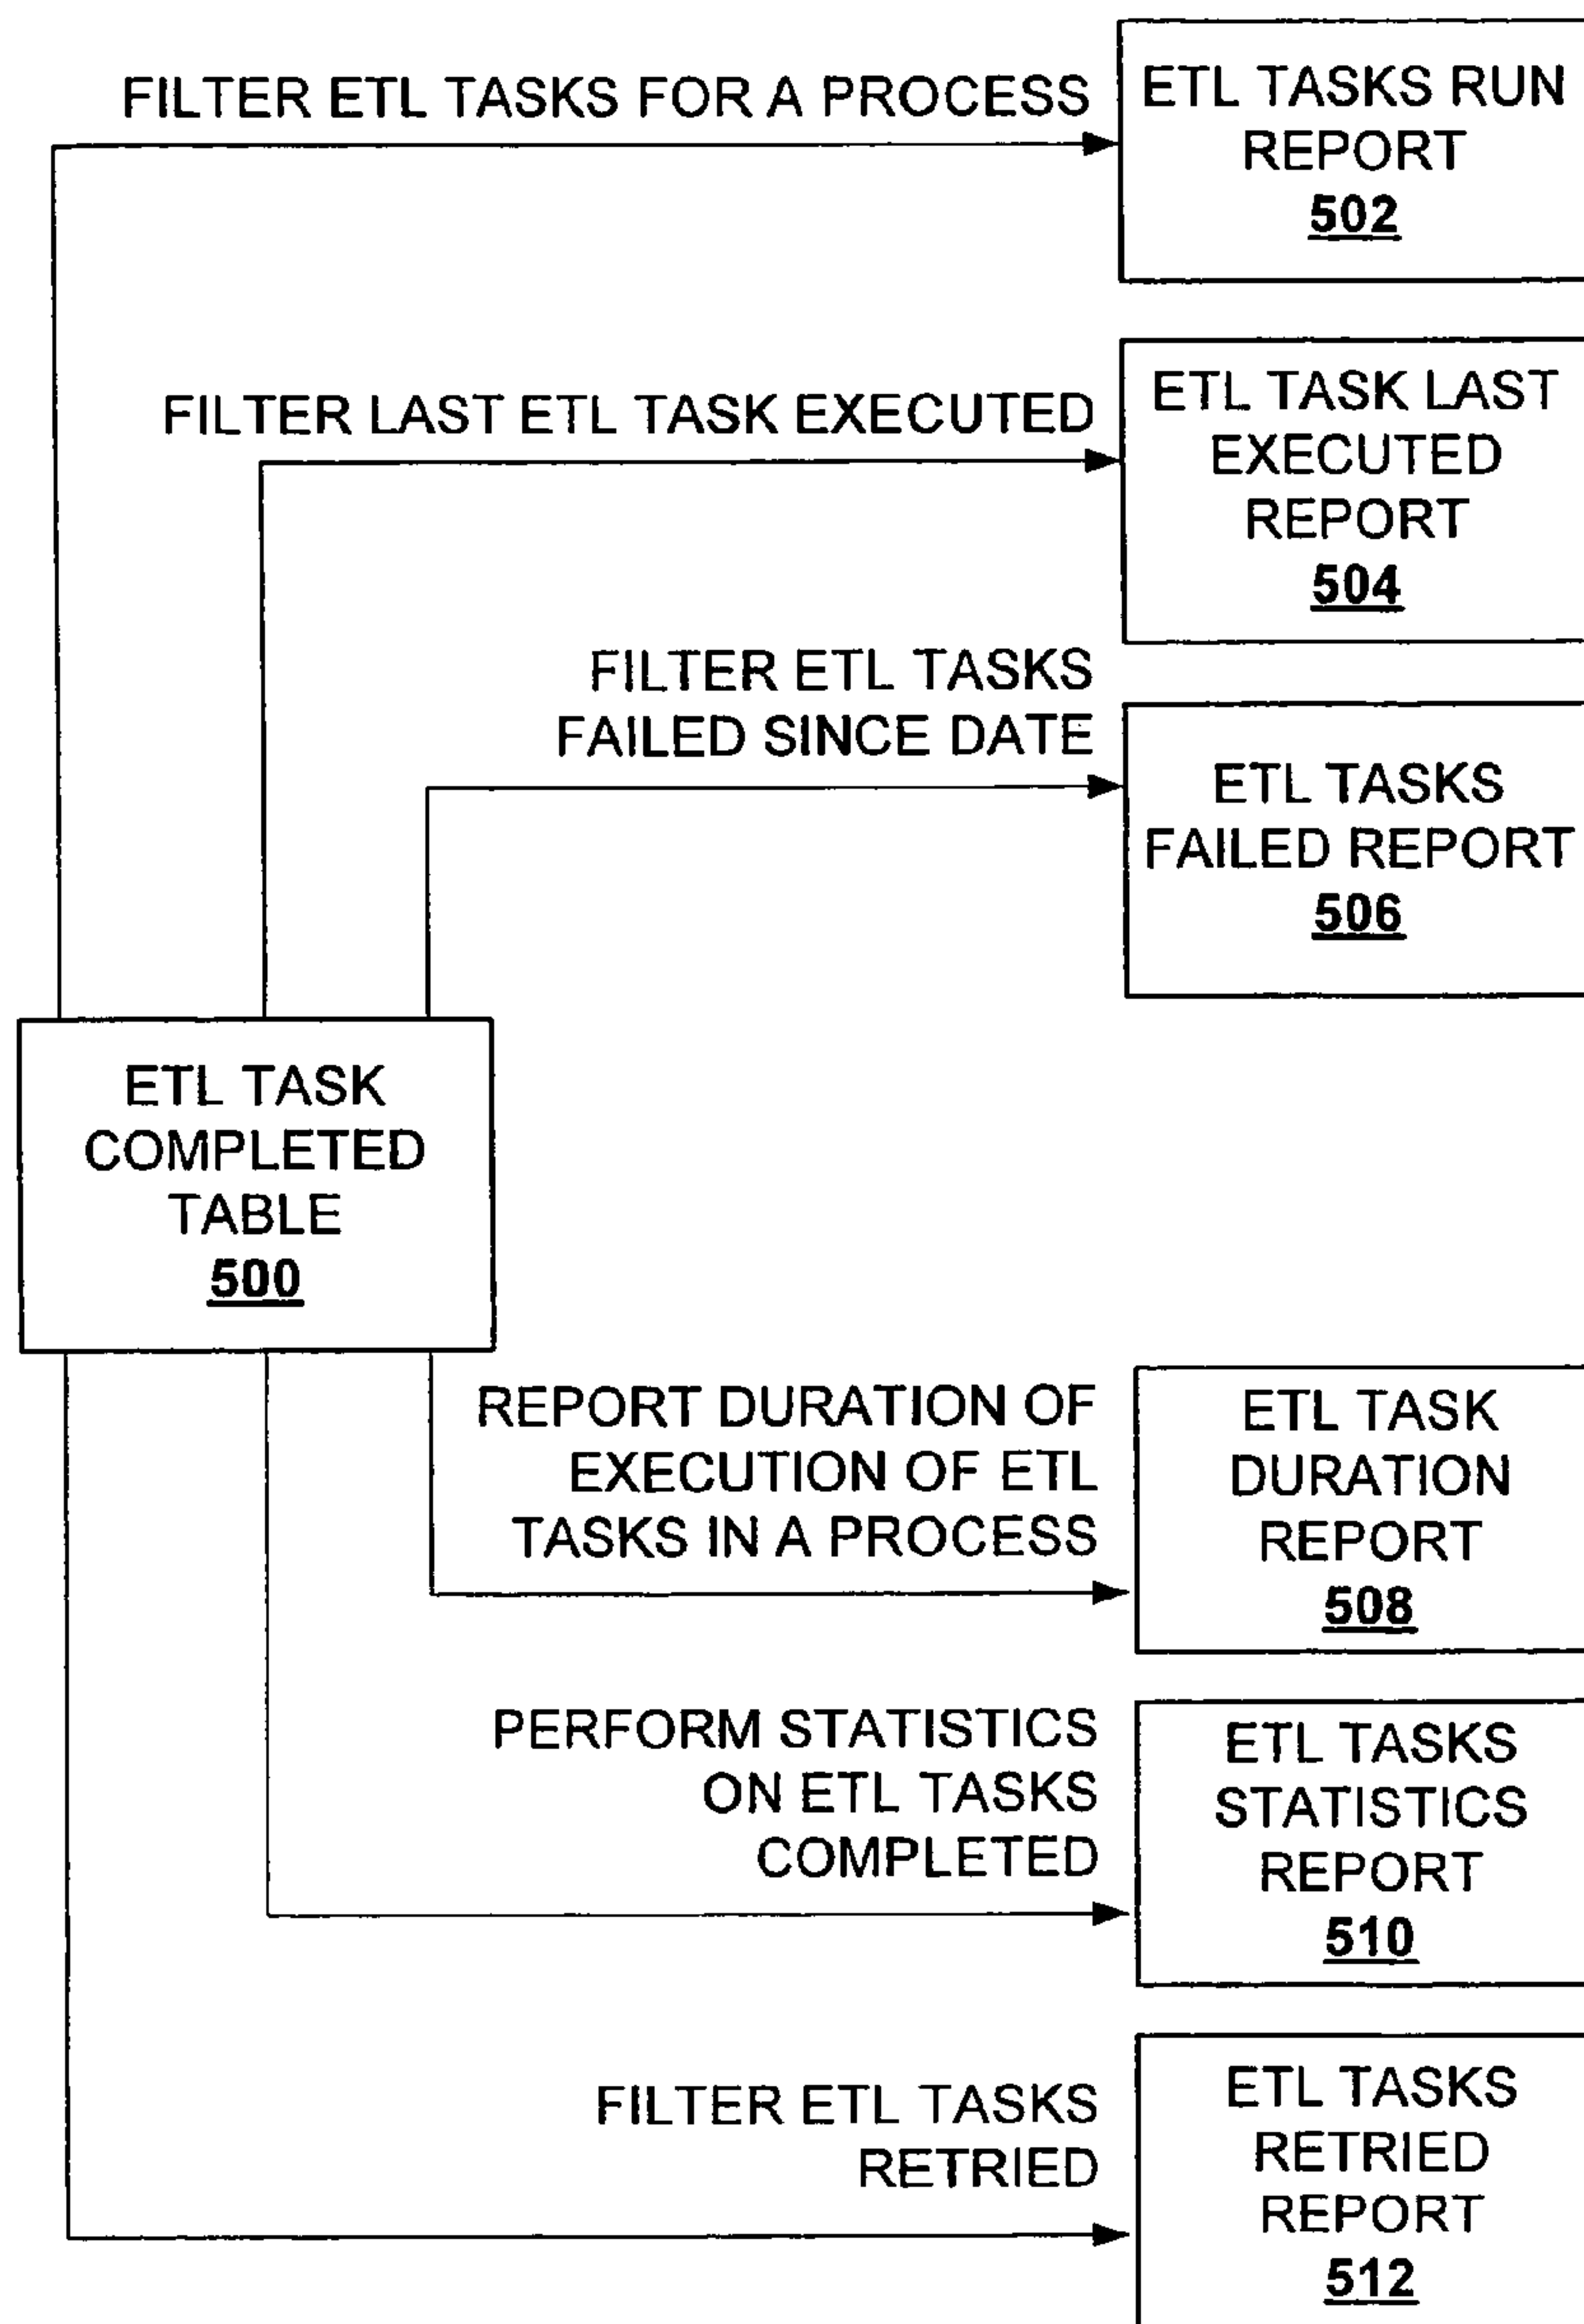 FILTER ETL TASKS FOR A PROCESS
ETL TASKS RUN
REPORT
502
FILTER LAST ETL TASK EXECUTED
ETL TASK LAST
EXECUTED
REPORT
504
FILTER ETL TASKS
FAILED SINCE DATE
ETL TASKS
FAILED REPORT
506
ETL TASK
COMPLETED
TABLE
500
REPORT DURATION OF
EXECUTION OF ETL
TASKS IN A PROCESS
ETL TASK
DURATION
REPORT
508
PERFORM STATISTICS
ON ETL TASKS
COMPLETED
ETL TASKS
STATISTICS
REPORT
510
FILTER ETL TASKS
RETRIED
ETL TASKS
RETRIED
REPORT
512